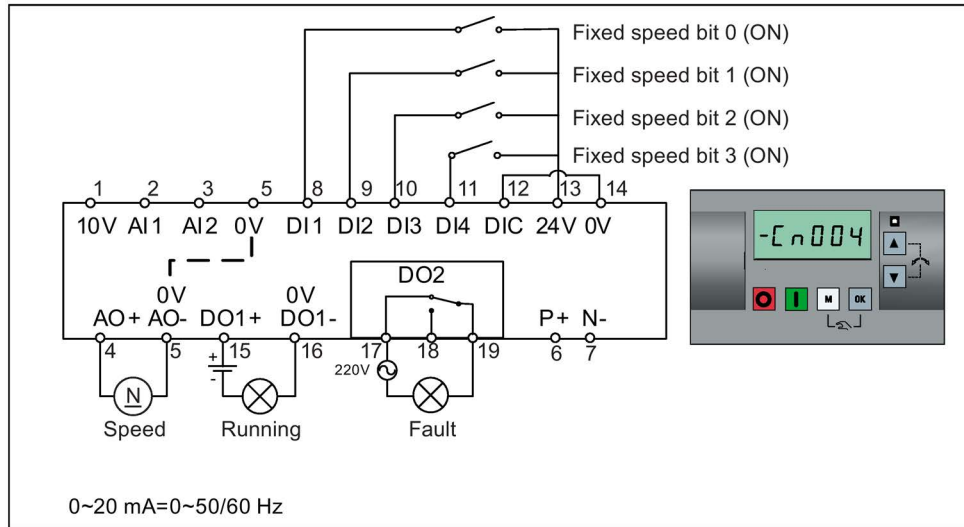 Fixed speed bit 0 (ON)
Fixed speed bit 1 (ON)
Fixed speed bit 2 (ON)
Fixed speed bit 3 (ON)
1 2 3 5 8 9 10 11 12 13 14
10V AI1 AI2 0V DI1 DI2 DI3 DI4 DIC 24V 0V
-Cn004
M OK
DO2
0V 0V
AO+ AO- DO1+ DO1- P+ N-
4 5 15 16 17 18 19 6 7
+
-
220V
N
Speed Running Fault
0~20 mA=0~50/60 Hz